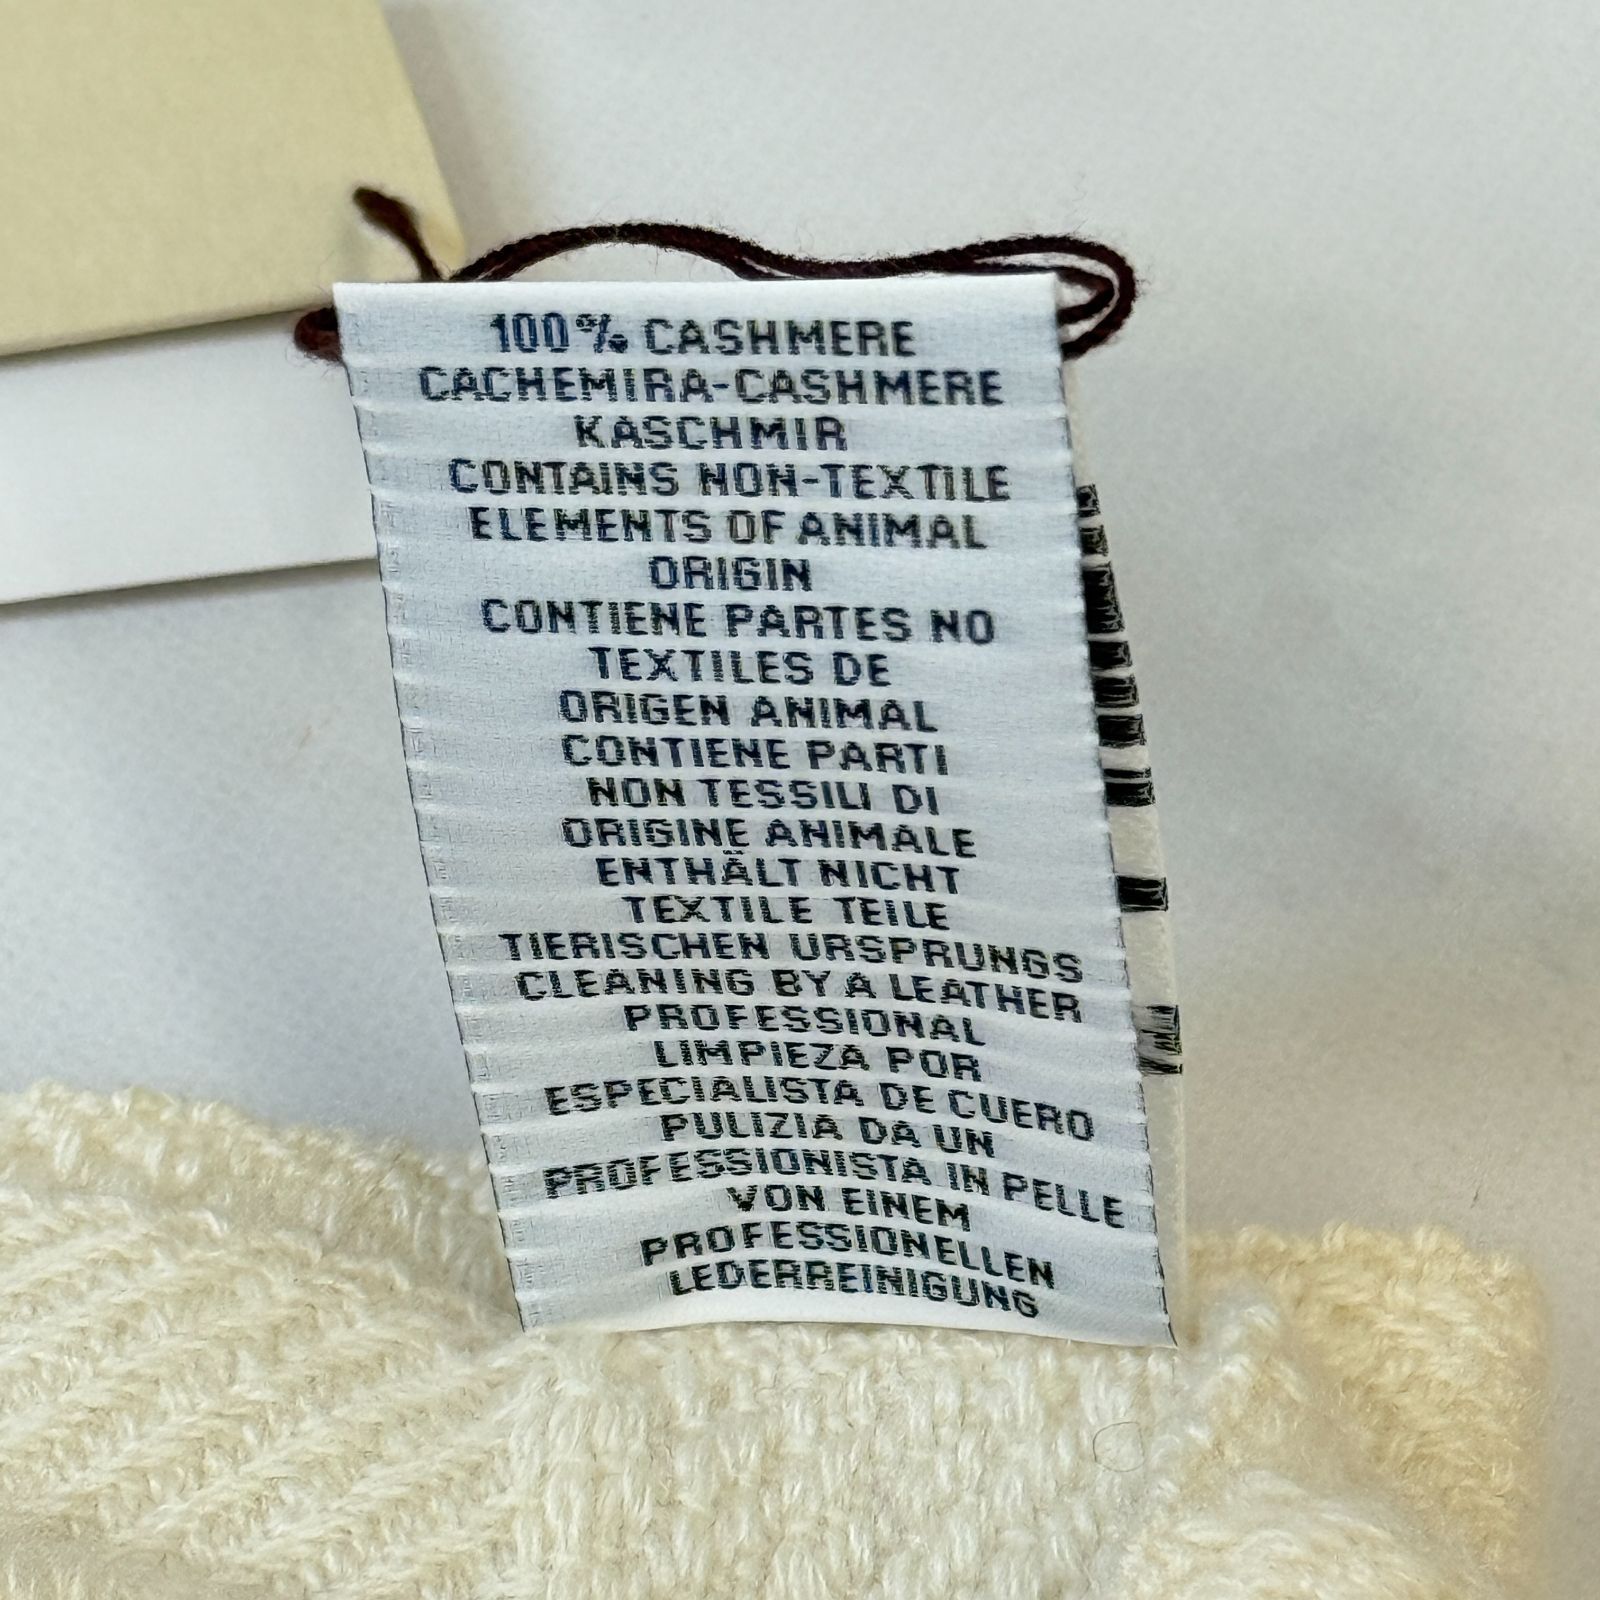 100% CASHMERE
CACHEMIRA-CASHMERE
KASCHMIR
CONTAINS NON-TEXTILE
ELEMENTS OF ANIMAL
ORIGIN
CONTIENE PARTES NO
TEXTILES DE
ORIGEN ANIMAL
CONTIENE PARTI
NON TESSILI DI
ORIGINE ANIMALE
ENTHÄLT NICHT
TEXTILE TEILE
TIERISCHEN URSPRUNGS
CLEANING BY A LEATHER
PROFESSIONAL
LIMPIEZA POR
ESPECIALISTA DE CUERO
PULIZIA DA UN
PROFESSIONISTA IN PELLE
VON EINEM
PROFESSIONELLEN
LEDERREINIGUNG